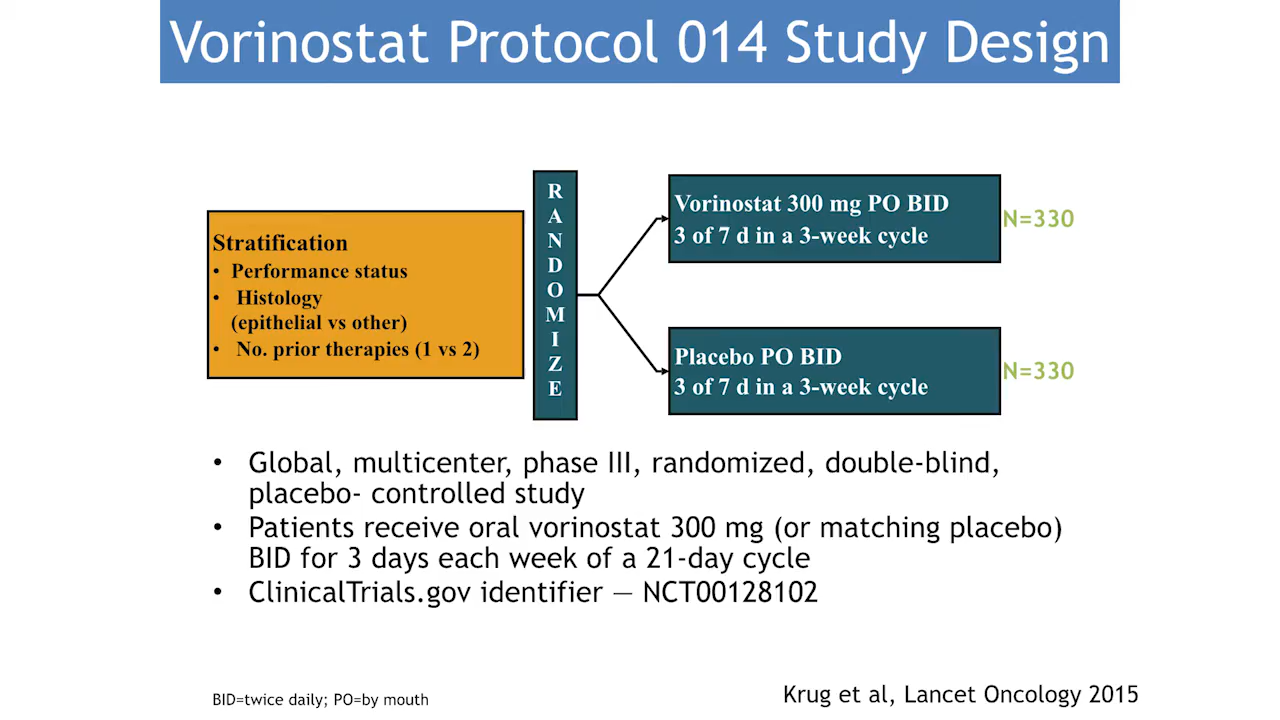 Vorinostat Protocol 014 Study Design
Stratification
• Performance status
• Histology
(epithelial vs other)
• No. prior therapies (1 vs 2)
R
A
N
D
O
M
I
Z
E
Vorinostat 300 mg PO BID
3 of 7 d in a 3-week cycle
N=330
Placebo PO BID
3 of 7 d in a 3-week cycle
N=330
• Global, multicenter, phase III, randomized, double-blind,
placebo- controlled study
• Patients receive oral vorinostat 300 mg (or matching placebo)
BID for 3 days each week of a 21-day cycle
• ClinicalTrials.gov identifier — NCT00128102
BID=twice daily; PO=by mouth
Krug et al, Lancet Oncology 2015